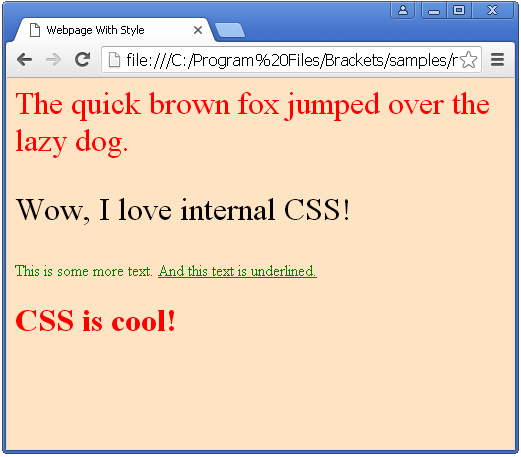 Webpage With Style
file:///C:/Program%20Files/Brackets/samples/r
The quick brown fox jumped over the
lazy dog.
Wow, I love internal CSS!
This is some more text. And this text is underlined.
CSS is cool!